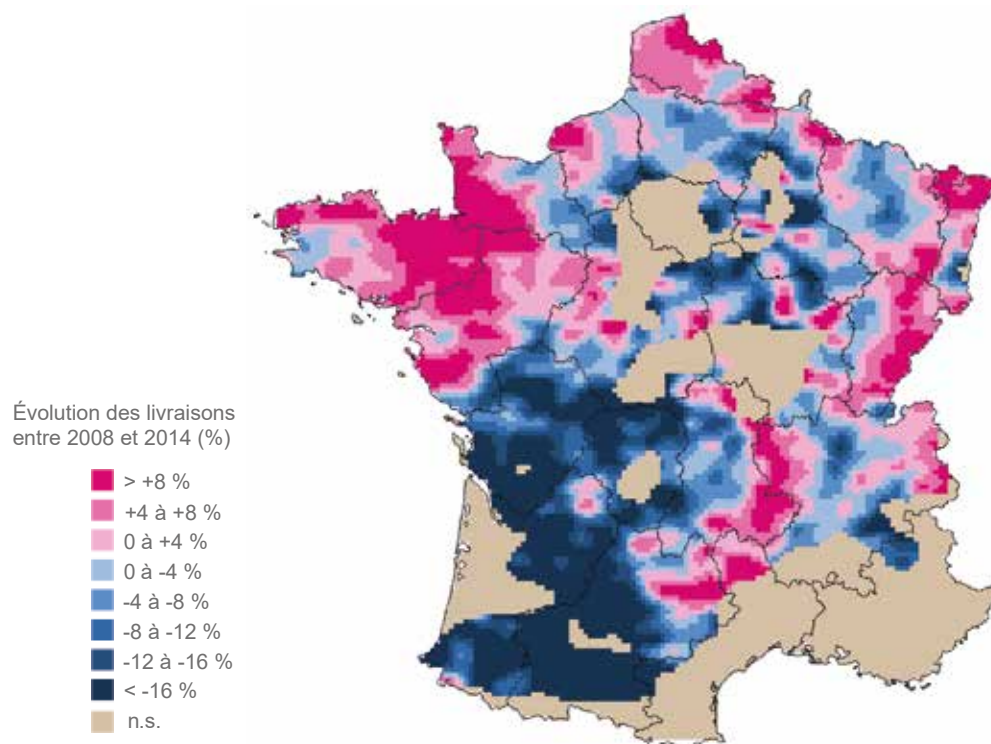 Évolution des livraisons
entre 2008 et 2014 (%)
> +8 %
+4 à +8 %
0 à +4 %
0 à -4 %
-4 à -8 %
-8 à -12 %
-12 à -16 %
< -16 %
n.s.